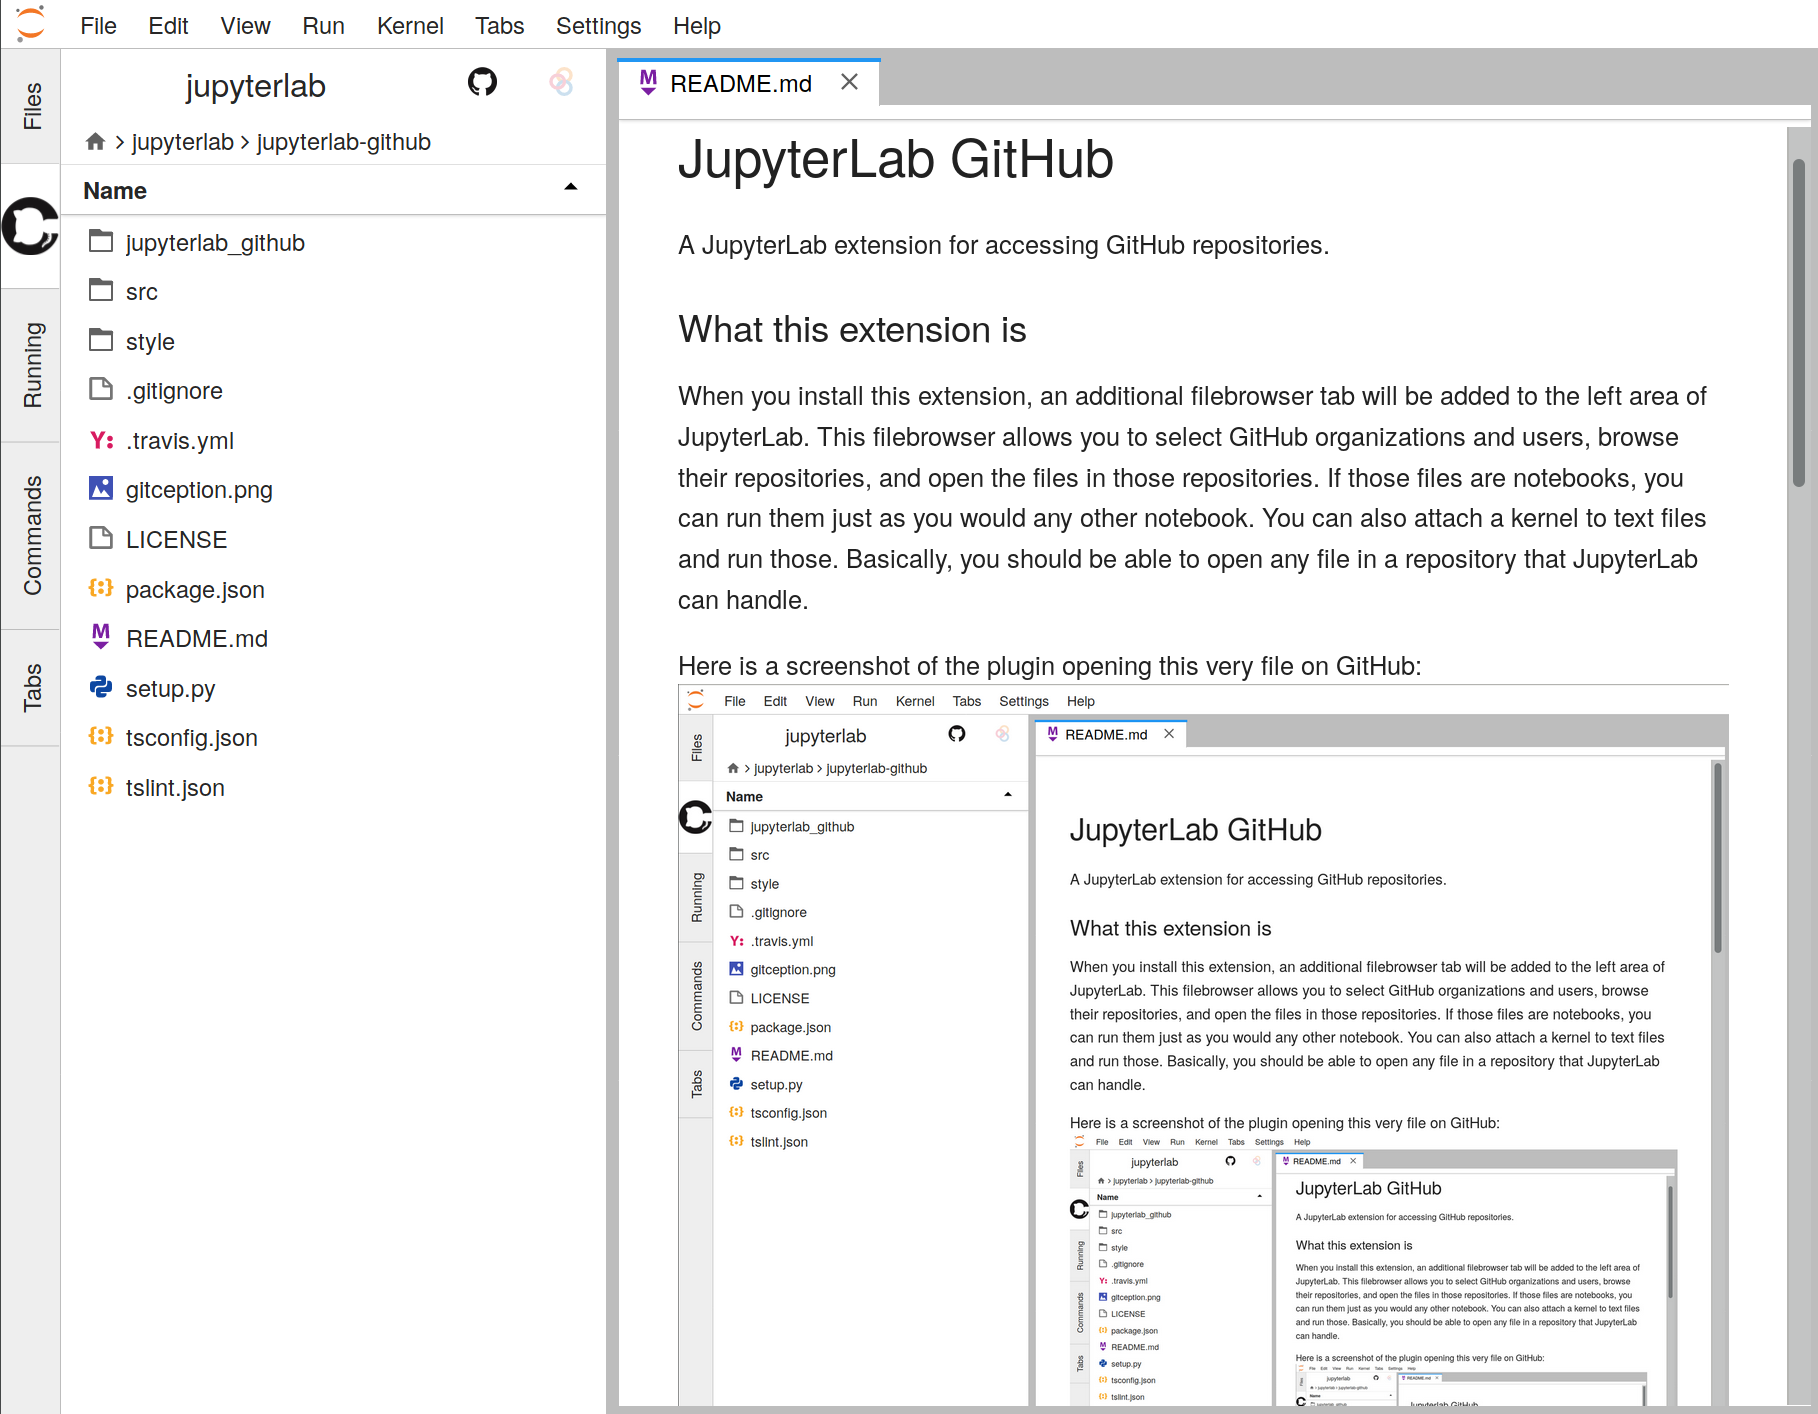 File Edit View Run Kernel Tabs Settings Help
Files
Running
Commands
Tabs
jupyterlab
> jupyterlab > jupyterlab-github
Name
jupyterlab_github
src
style
.gitignore
.travis.yml
gitception.png
LICENSE
package.json
README.md
setup.py
tsconfig.json
tslint.json
README.md
JupyterLab GitHub
A JupyterLab extension for accessing GitHub repositories.
What this extension is
When you install this extension, an additional filebrowser tab will be added to the left area of
JupyterLab. This filebrowser allows you to select GitHub organizations and users, browse
their repositories, and open the files in those repositories. If those files are notebooks, you
can run them just as you would any other notebook. You can also attach a kernel to text files
and run those. Basically, you should be able to open any file in a repository that JupyterLab
can handle.
Here is a screenshot of the plugin opening this very file on GitHub:
File Edit View Run Kernel Tabs Settings Help
Files
Running
Commands
Tabs
jupyterlab
> jupyterlab > jupyterlab-github
Name
jupyterlab_github
src
style
.gitignore
.travis.yml
gitception.png
LICENSE
package.json
README.md
setup.py
tsconfig.json
tslint.json
README.md
JupyterLab GitHub
A JupyterLab extension for accessing GitHub repositories.
What this extension is
When you install this extension, an additional filebrowser tab will be added to the left area of
JupyterLab. This filebrowser allows you to select GitHub organizations and users, browse
their repositories, and open the files in those repositories. If those files are notebooks, you
can run them just as you would any other notebook. You can also attach a kernel to text files
and run those. Basically, you should be able to open any file in a repository that JupyterLab
can handle.
Here is a screenshot of the plugin opening this very file on GitHub:
File Edit View Run Kernel Tabs Settings Help
Files
Running
Commands
Tabs
jupyterlab
> jupyterlab > jupyterlab-github
Name
jupyterlab_github
src
style
.gitignore
.travis.yml
gitception.png
LICENSE
package.json
README.md
setup.py
tsconfig.json
tslint.json
README.md
JupyterLab GitHub
A JupyterLab extension for accessing GitHub repositories.
What this extension is
When you install this extension, an additional filebrowser tab will be added to the left area of
JupyterLab. This filebrowser allows you to select GitHub organizations and users, browse
their repositories, and open the files in those repositories. If those files are notebooks, you
can run them just as you would any other notebook. You can also attach a kernel to text files
and run those. Basically, you should be able to open any file in a repository that JupyterLab
can handle.
Here is a screenshot of the plugin opening this very file on GitHub:
File Edit View Run Kernel Tabs Settings Help
jupyterlab
> jupyterlab > jupyterlab-github
Name
README.md
JupyterLab GitHub